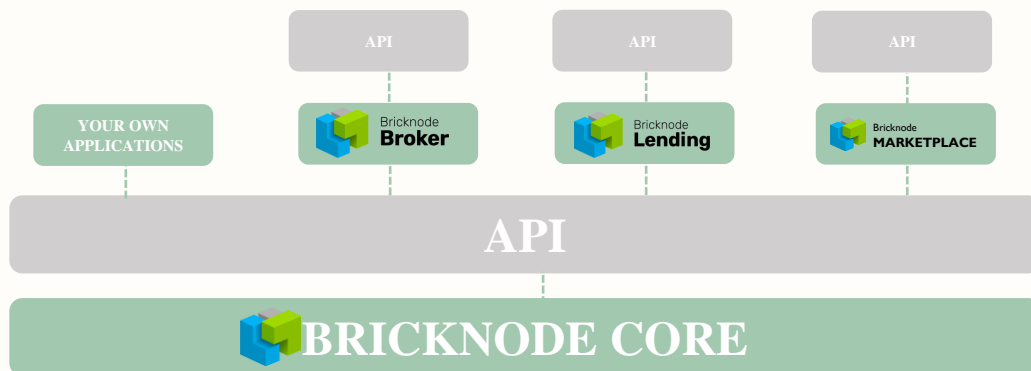 API
API
API
YOUR OWN
APPLICATIONS
Bricknode
Broker
Bricknode
Lending
Bricknode
MARKETPLACE
API
BRICKNODE CORE